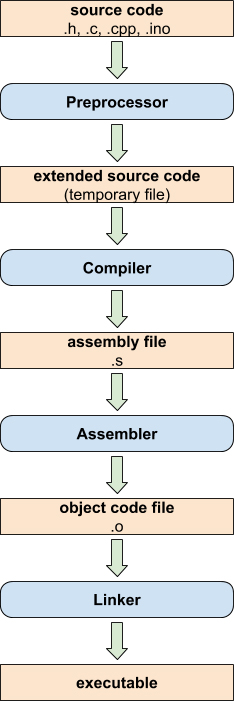 source code
.h, .c, .cpp, .ino
Preprocessor
extended source code
(temporary file)
Compiler
assembly file
.s
Assembler
object code file
.o
Linker
executable